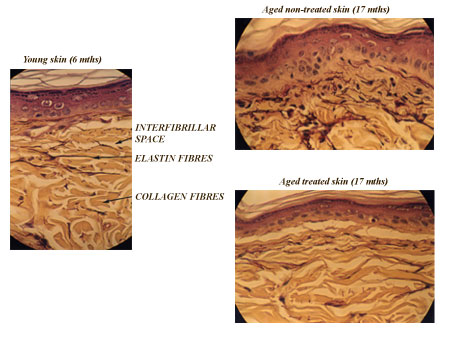 Young skin (6 mths)
INTERFIBRILLAR
SPACE
ELASTIN FIBRES
COLLAGEN FIBRES
Aged non-treated skin (17 mths)
Aged treated skin (17 mths)